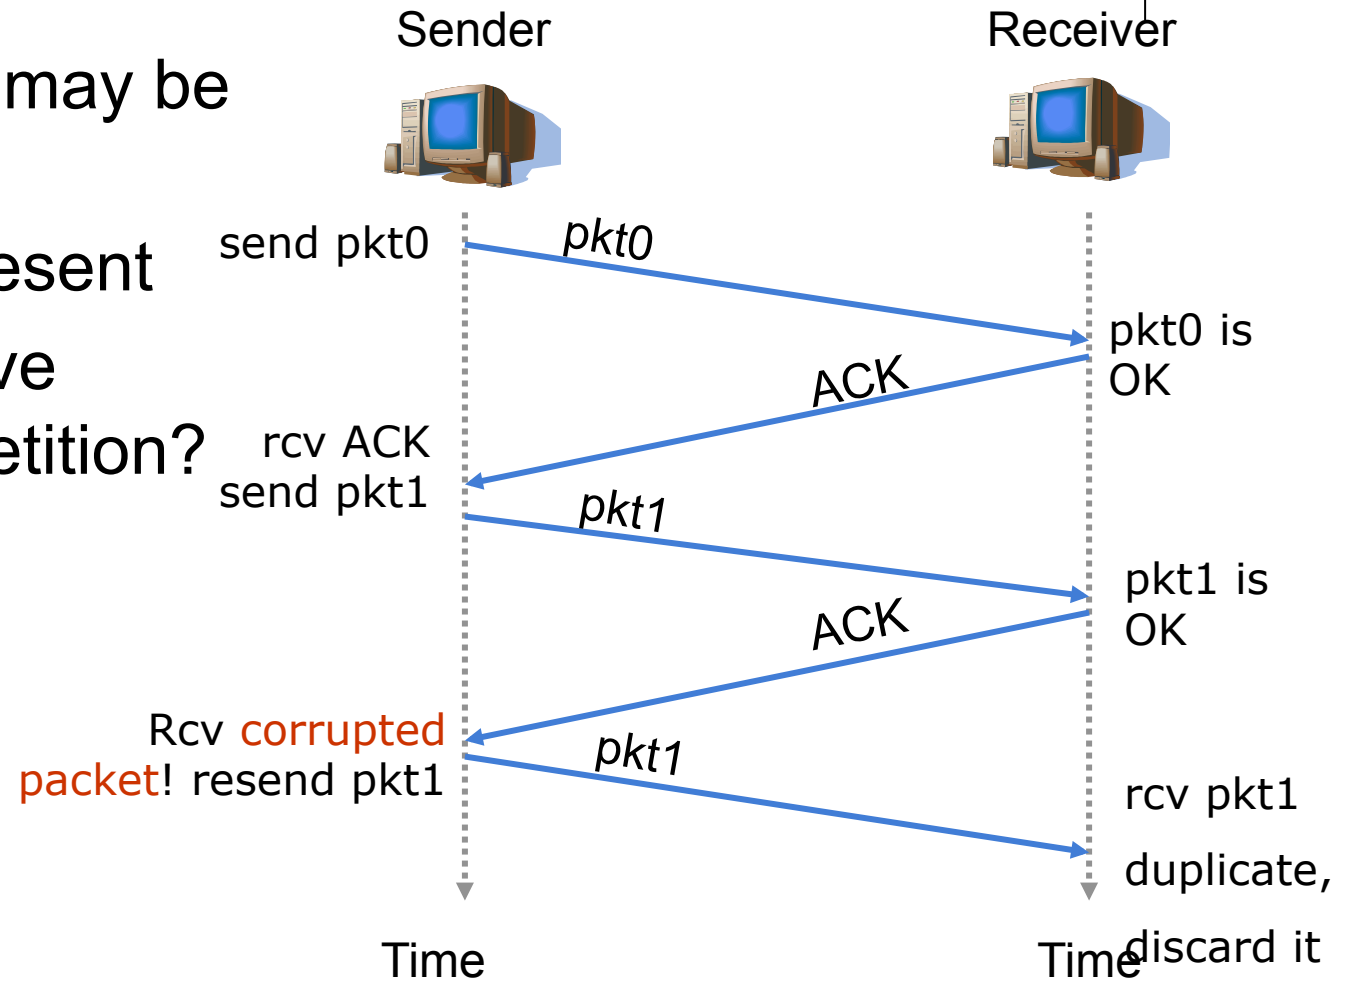 Sender
Receiver
may be
esent
ve
etition?
send pkt0
pkt0
pkt0 is
OK
ACK
rcv ACK
send pkt1
pkt1
pkt1 is
OK
ACK
Rcv corrupted
packet! resend pkt1
pkt1
rcv pkt1
duplicate,
discard it
Time
Time